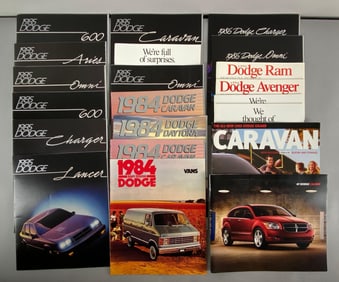 1985 DODGE
600
1985 DODGE
Aries
1985 DODGE
Omni
1985 DODGE
600
1985 DODGE
Charger
1985 DODGE
Lancer
1985 DODGE
Caravan
We're full
of surprises.
1985 DODGE
Omni
1984 DODGE
CARAVAN
1984 DODGE
DAYTONA
1984 DODGE
CARAVAN
1984
DODGE
VANS
1986 Dodge Charger
1986 Dodge Omni
Dodge Ram
Dodge Avenger
We're
We
thought of
CARAVAN